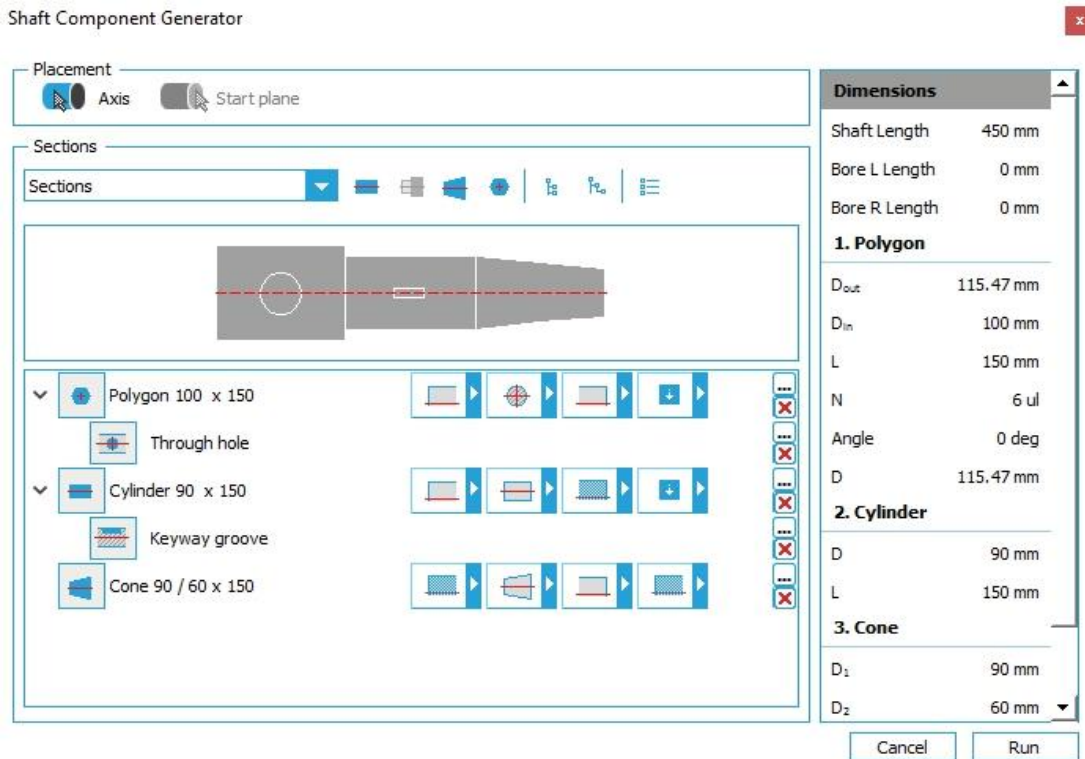 Shaft Component Generator
x
Placement
Axis
Start plane
Sections
Sections
Polygon 100 x 150
...
Through hole
...
Cylinder 90 x 150
...
Keyway groove
...
Cone 90 / 60 x 150
...
Dimensions
Shaft Length 450 mm
Bore L Length 0 mm
Bore R Length 0 mm
1. Polygon
Dout 115.47 mm
Din 100 mm
L 150 mm
N 6 ul
Angle 0 deg
D 115.47 mm
2. Cylinder
D 90 mm
L 150 mm
3. Cone
D₁ 90 mm
D₂ 60 mm
Cancel Run